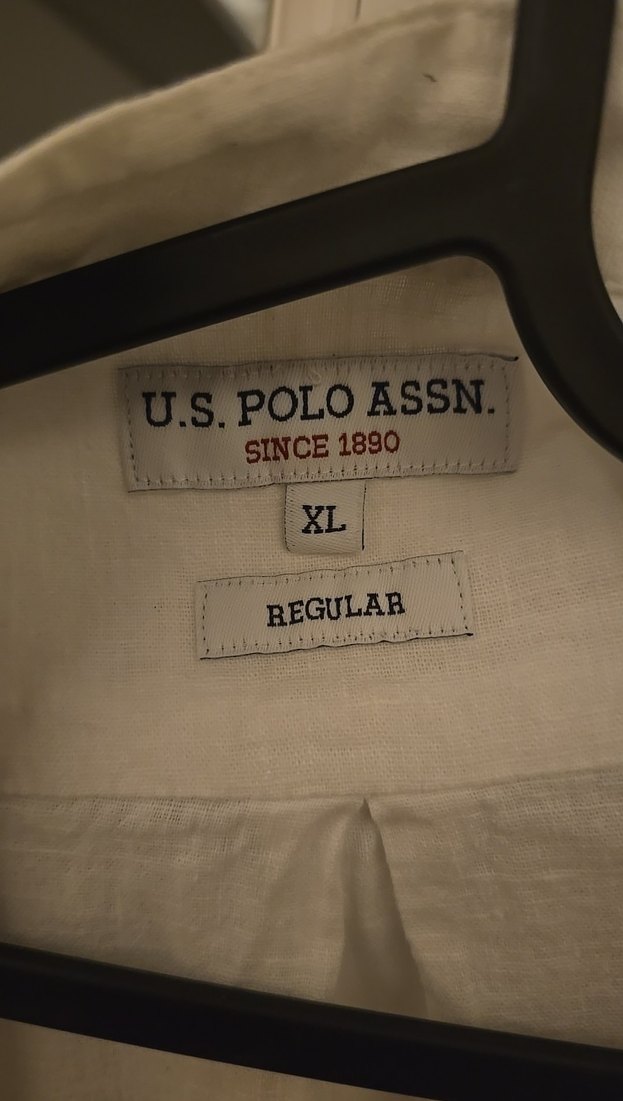 U.S. POLO ASSN.
SINCE 1890
XL
REGULAR